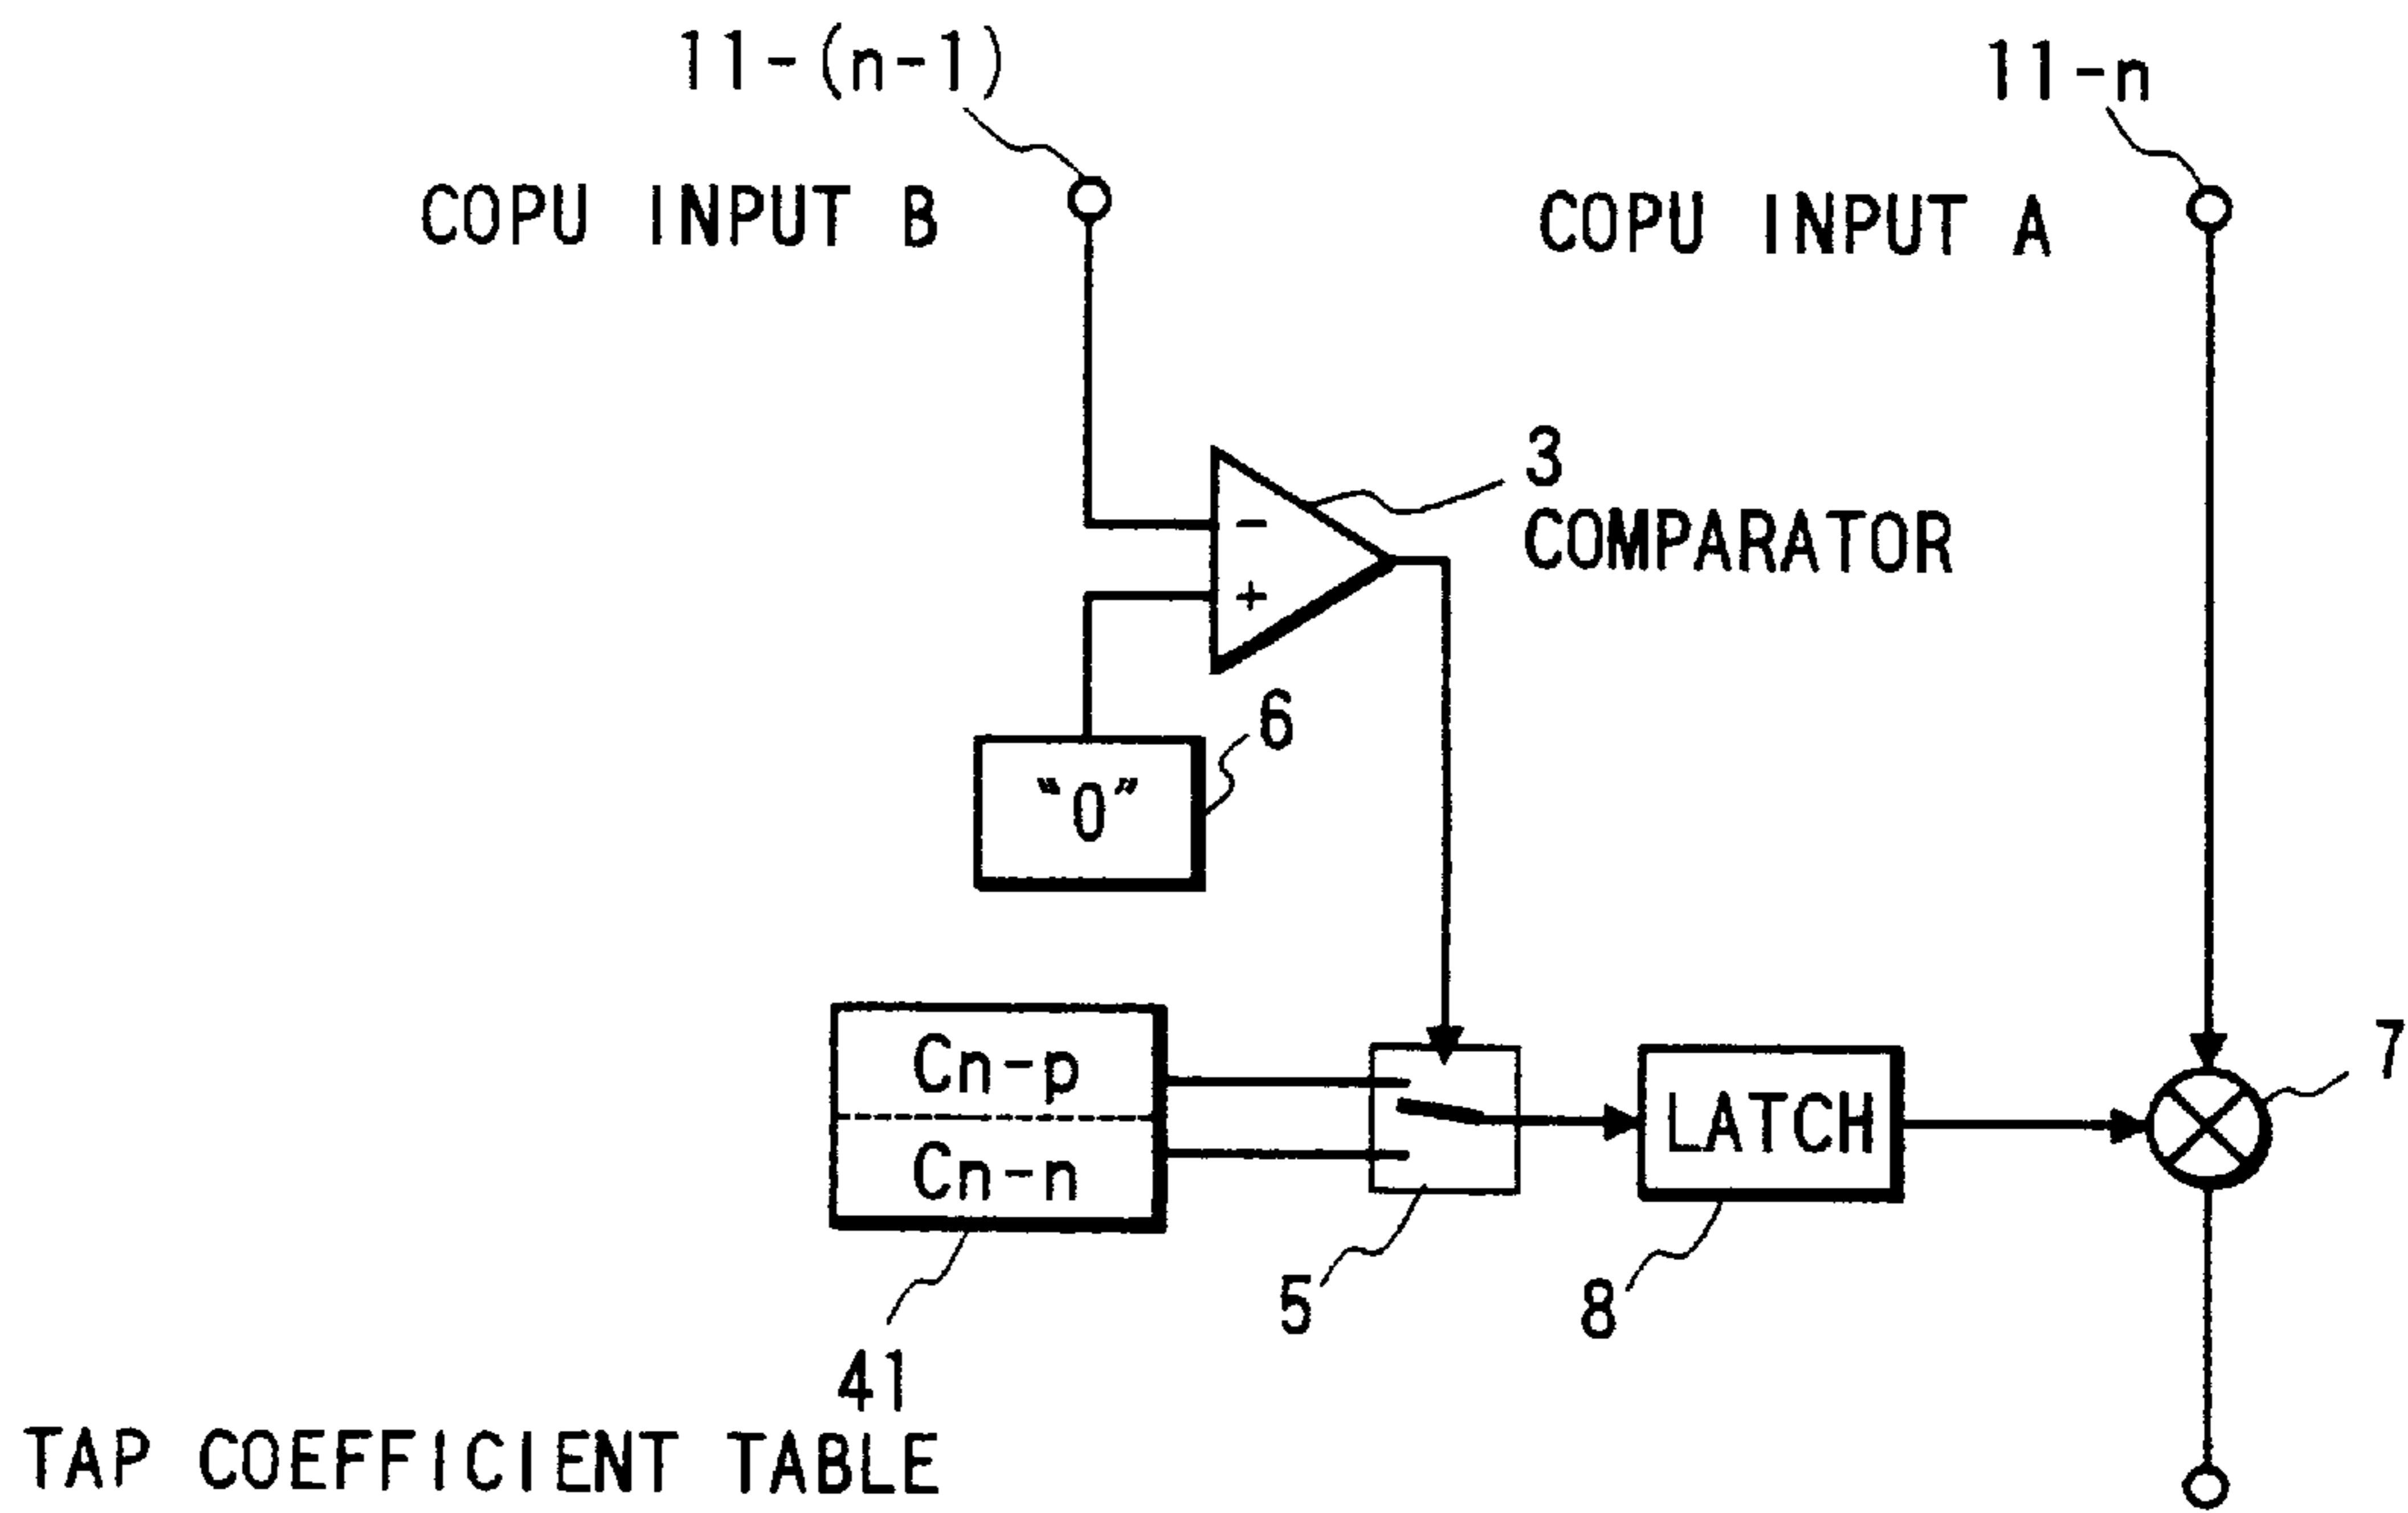 11-(n-1)
11-n
COPU INPUT B
COPU INPUT A
3
COMPARATOR
-
+
6
"0"
Cn-p
Cn-n
LATCH
7
5
8
41
TAP COEFFICIENT TABLE